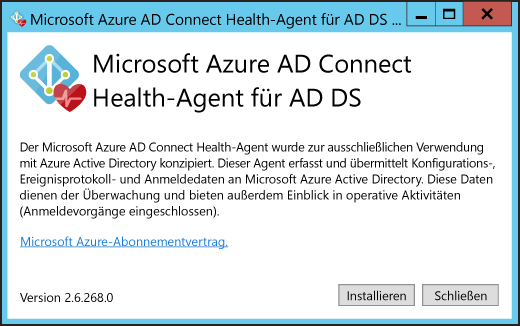 Microsoft Azure AD Connect Health-Agent für AD DS ...
Microsoft Azure AD Connect
Health-Agent für AD DS
Der Microsoft Azure AD Connect Health-Agent wurde zur ausschließlichen Verwendung
mit Azure Active Directory konzipiert. Dieser Agent erfasst und übermittelt Konfigurations-,
Ereignisprotokoll- und Anmeldedaten an Microsoft Azure Active Directory. Diese Daten
dienen der Überwachung und bieten außerdem Einblick in operative Aktivitäten
(Anmeldevorgänge eingeschlossen).
Microsoft Azure-Abonnementvertrag.
Version 2.6.268.0
Installieren
Schließen